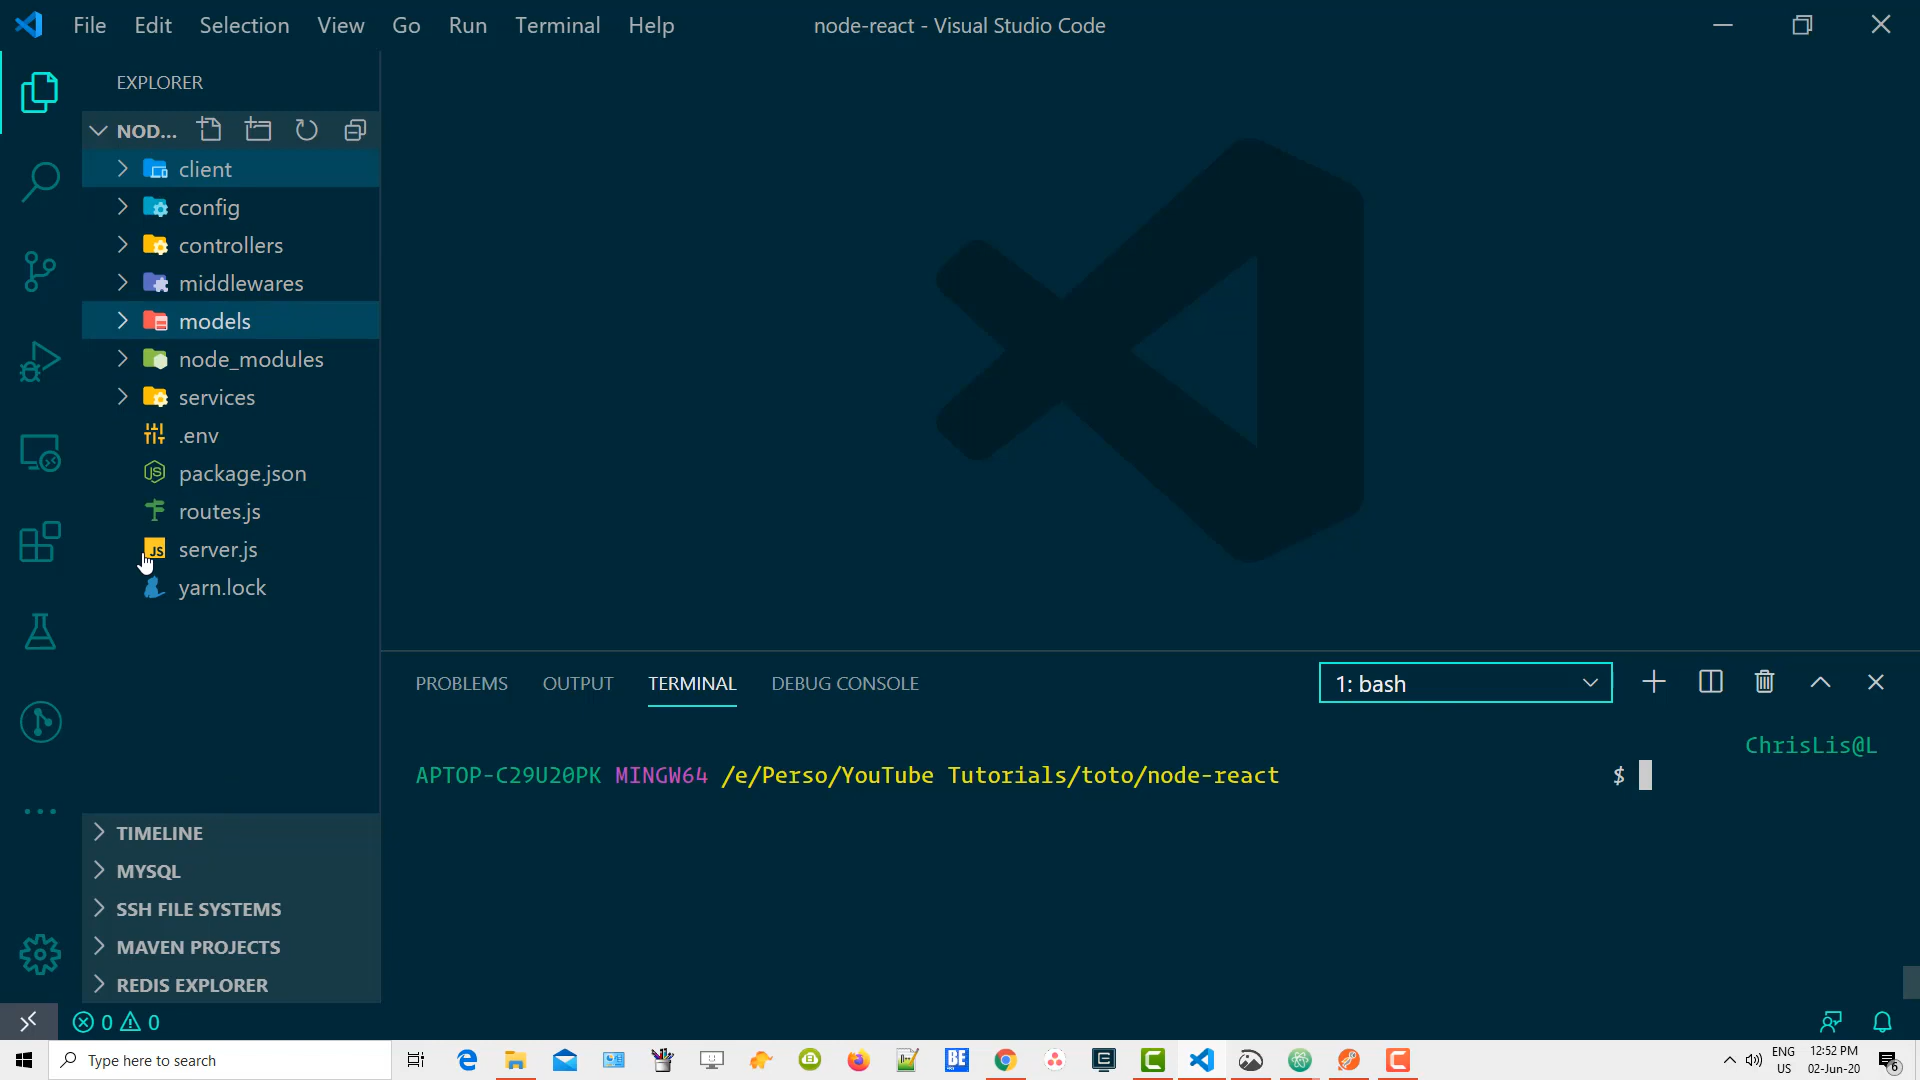 File Edit Selection View Go Run Terminal Help
node-react - Visual Studio Code
EXPLORER
NOD...
client
config
controllers
middlewares
models
node_modules
services
.env
package.json
routes.js
JS server.js
yarn.lock
TIMELINE
MYSQL
SSH FILE SYSTEMS
MAVEN PROJECTS
REDIS EXPLORER
PROBLEMS OUTPUT TERMINAL DEBUG CONSOLE
1: bash
ChrisLis@L
APTOP-C29U20PK MINGW64 /e/Perso/YouTube Tutorials/toto/node-react $
0 0
Type here to search
BE
ENG
US
12:52 PM
02-Jun-20
6